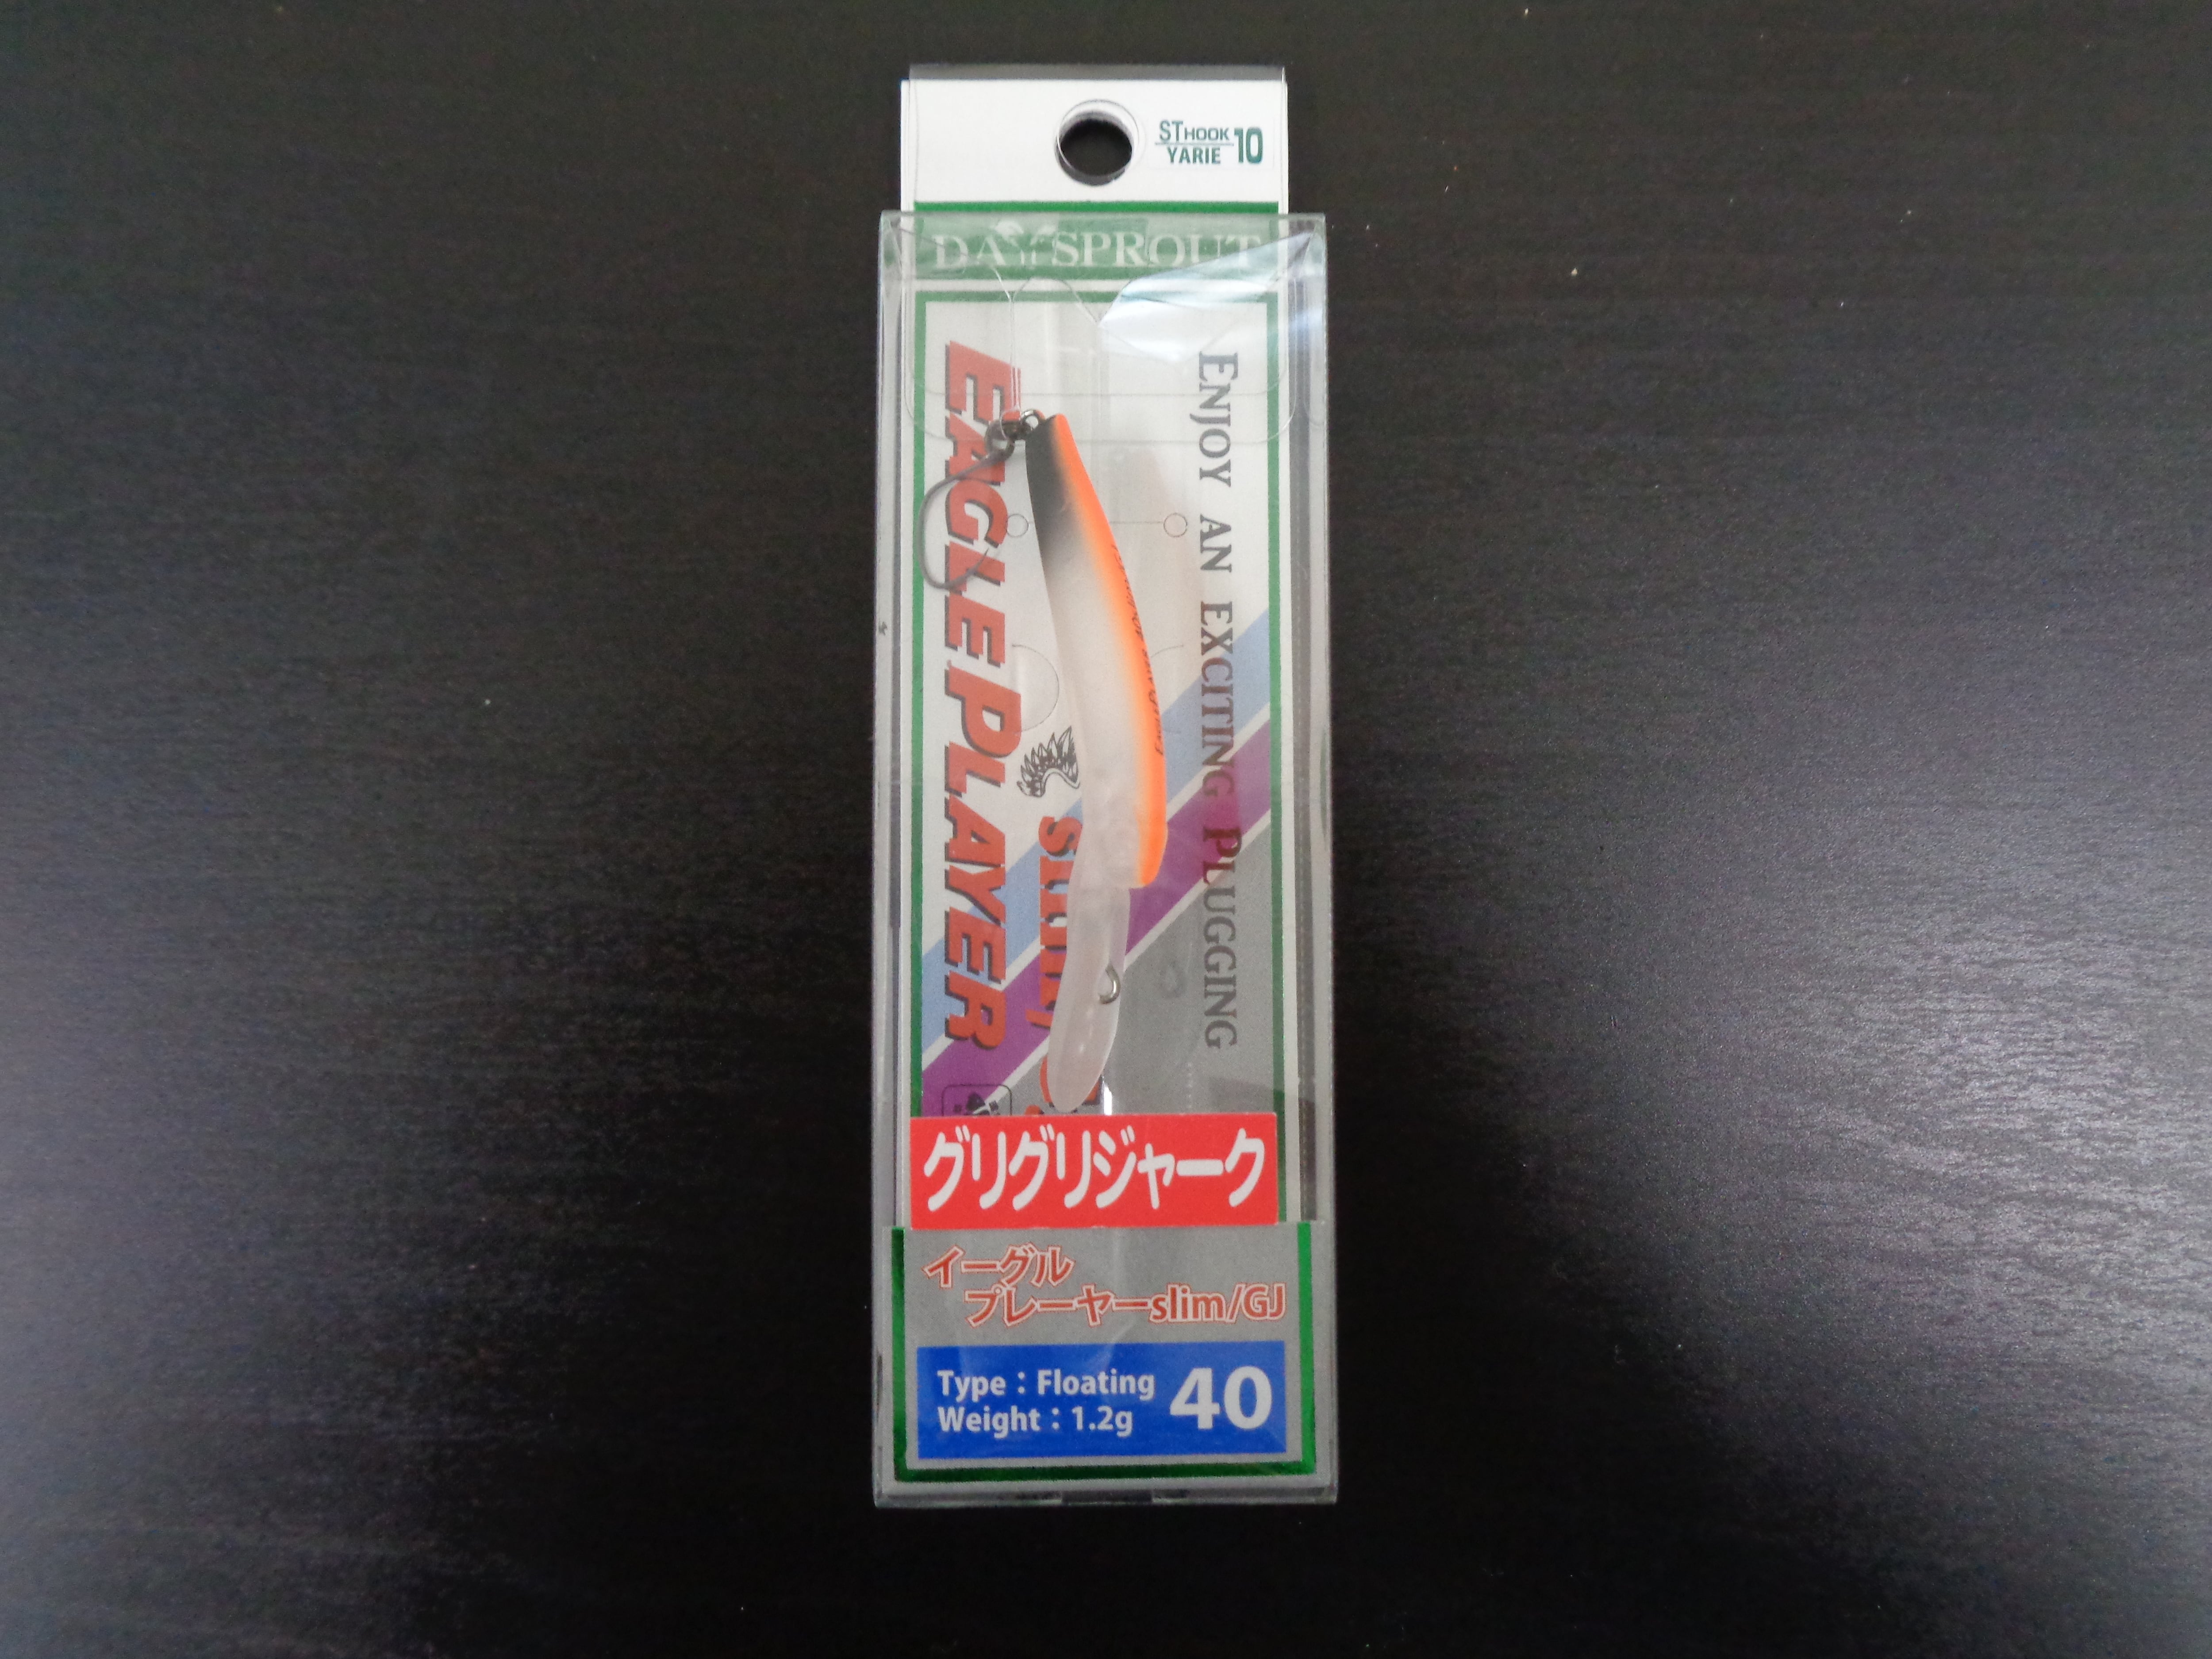 ST HOOK 10
YARIE
DAYSPROUT
EAGLE PLAYER
ENJOY AN EXCITING PLUGGING
グリグリジャーク
イーグル
プレーヤーslim/GJ
Type：Floating
Weight：1.2g
40